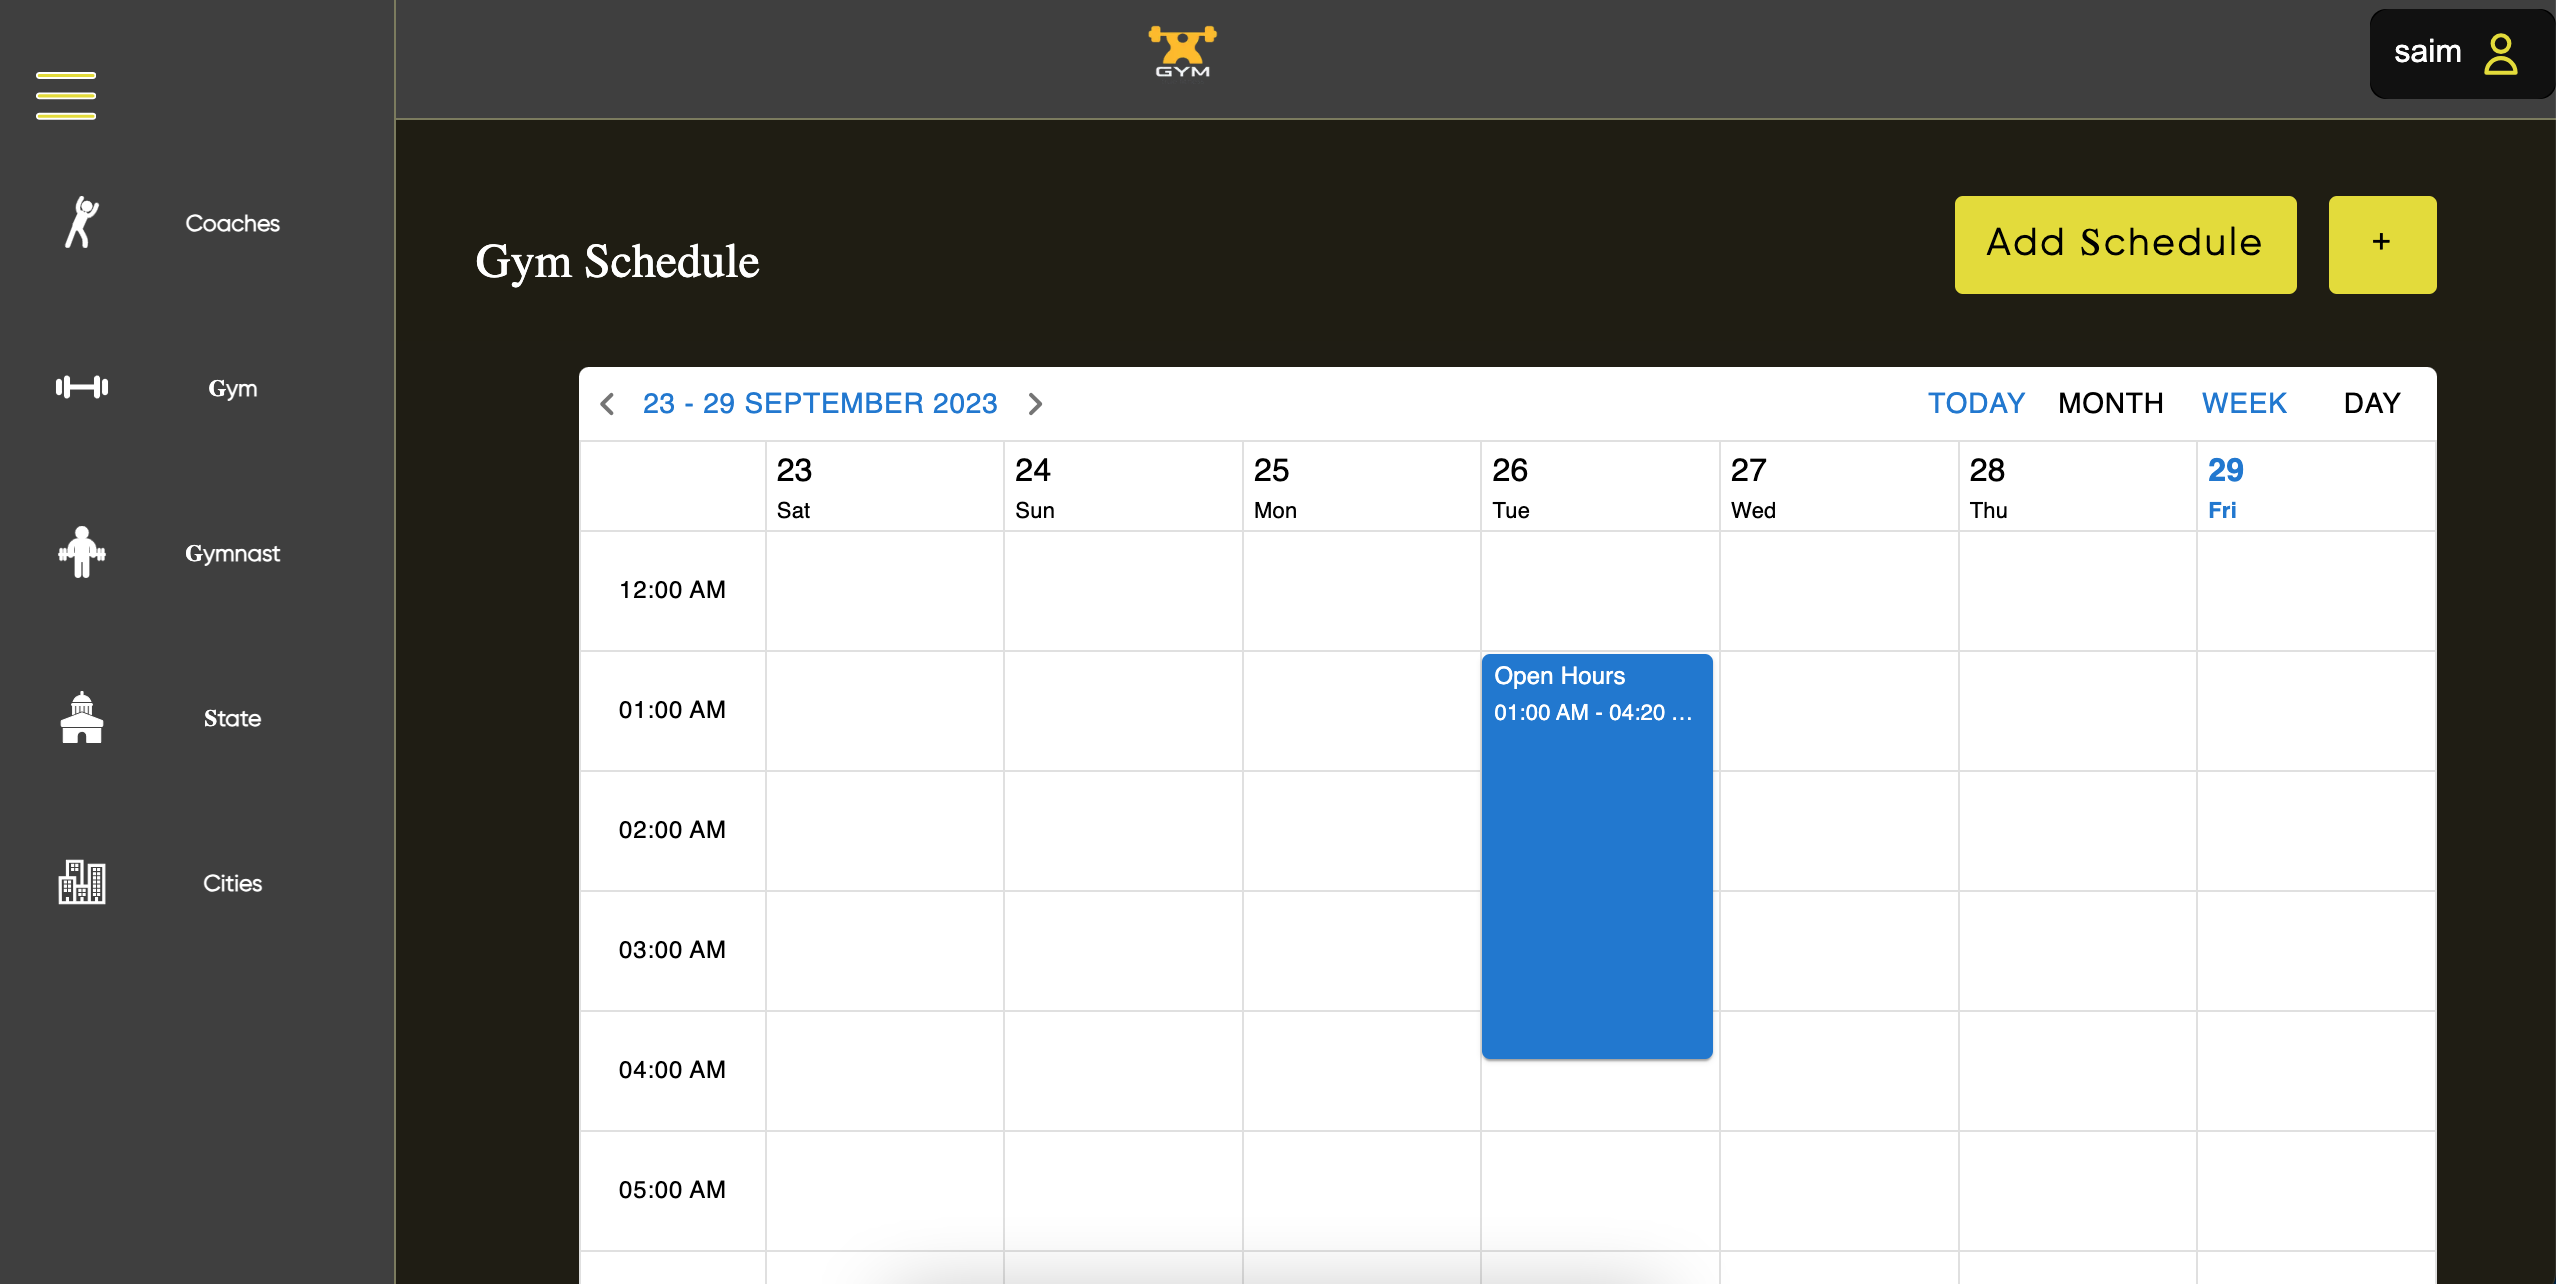 GYM
saim
Coaches
Gym
Gymnast
State
Cities
Gym Schedule
Add Schedule
+
23 - 29 SEPTEMBER 2023
TODAY MONTH WEEK DAY
23 24 25 26 27 28 29
Sat Sun Mon Tue Wed Thu Fri
12:00 AM
01:00 AM
Open Hours
01:00 AM - 04:20 ...
02:00 AM
03:00 AM
04:00 AM
05:00 AM